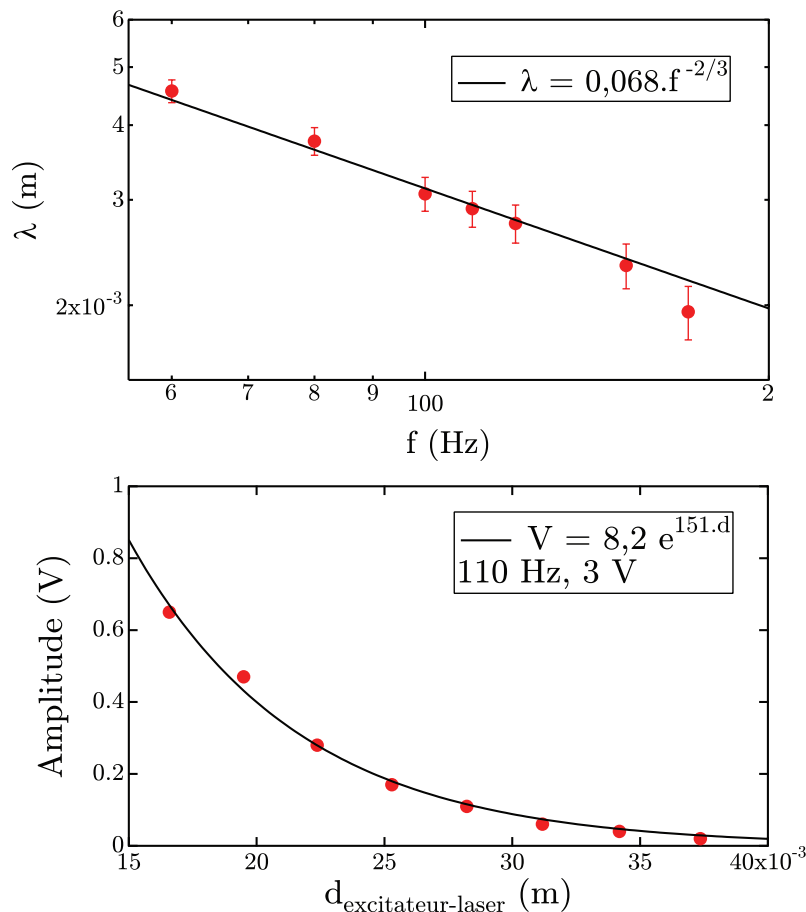 6
5
4
3
2x10-3
λ (m)
λ = 0,068.f -2/3
6 7 8 9 100 2
f (Hz)
1
0.8
0.6
0.4
0.2
0
Amplitude (V)
V = 8,2 e151.d
110 Hz, 3 V
15 20 25 30 35 40x10-3
dexcitateur-laser (m)